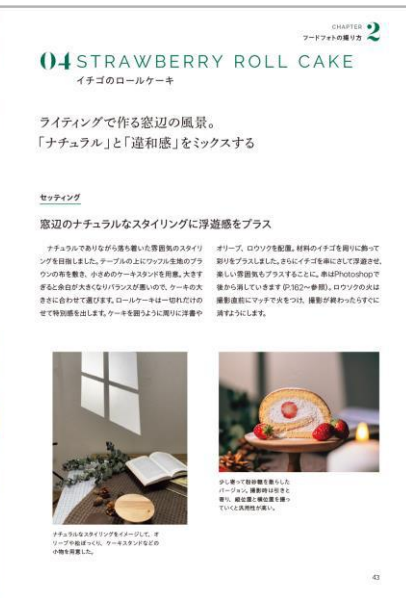 CHAPTER 2
フードフォトの撮り方
04 STRAWBERRY ROLL CAKE
イチゴのロールケーキ
ライティングで作る窓辺の風景。
「ナチュラル」と「違和感」をミックスする
セッティング
窓辺のナチュラルなスタイリングに浮遊感をプラス
ナチュラルでありながら落ち着いた雰囲気のスタイリ
ングを目指しました。テーブルの上にワッフル生地のブラ
ウンの布を敷き、小さめのケーキスタンドを用意。大きす
ぎると余白が大きくなりバランスが悪いので、ケーキの大
きさに合わせて選びます。ロールケーキは一切れだけの
せて特別感を出します。ケーキを囲うように周りに洋書や
オリーブ、ロウソクを配置。材料のイチゴを周りに飾って
彩りをプラスしました。さらにイチゴを串にさして浮遊させ、
楽しい雰囲気もプラスすることに。串はPhotoshopで
後から消していきます(P.162〜参照)。ロウソクの火は
撮影直前にマッチで火をつけ、撮影が終わったらすぐに
消すようにします。
ナチュラルなスタイリングをイメージして、オ
リーブや松ぼっくり、ケーキスタンドなどの
小物を用意した。
少し寄って粉砂糖を散らした
バージョン。撮影時は引きと
寄り、縦位置と横位置を撮っ
ていくと汎用性が高い。
43